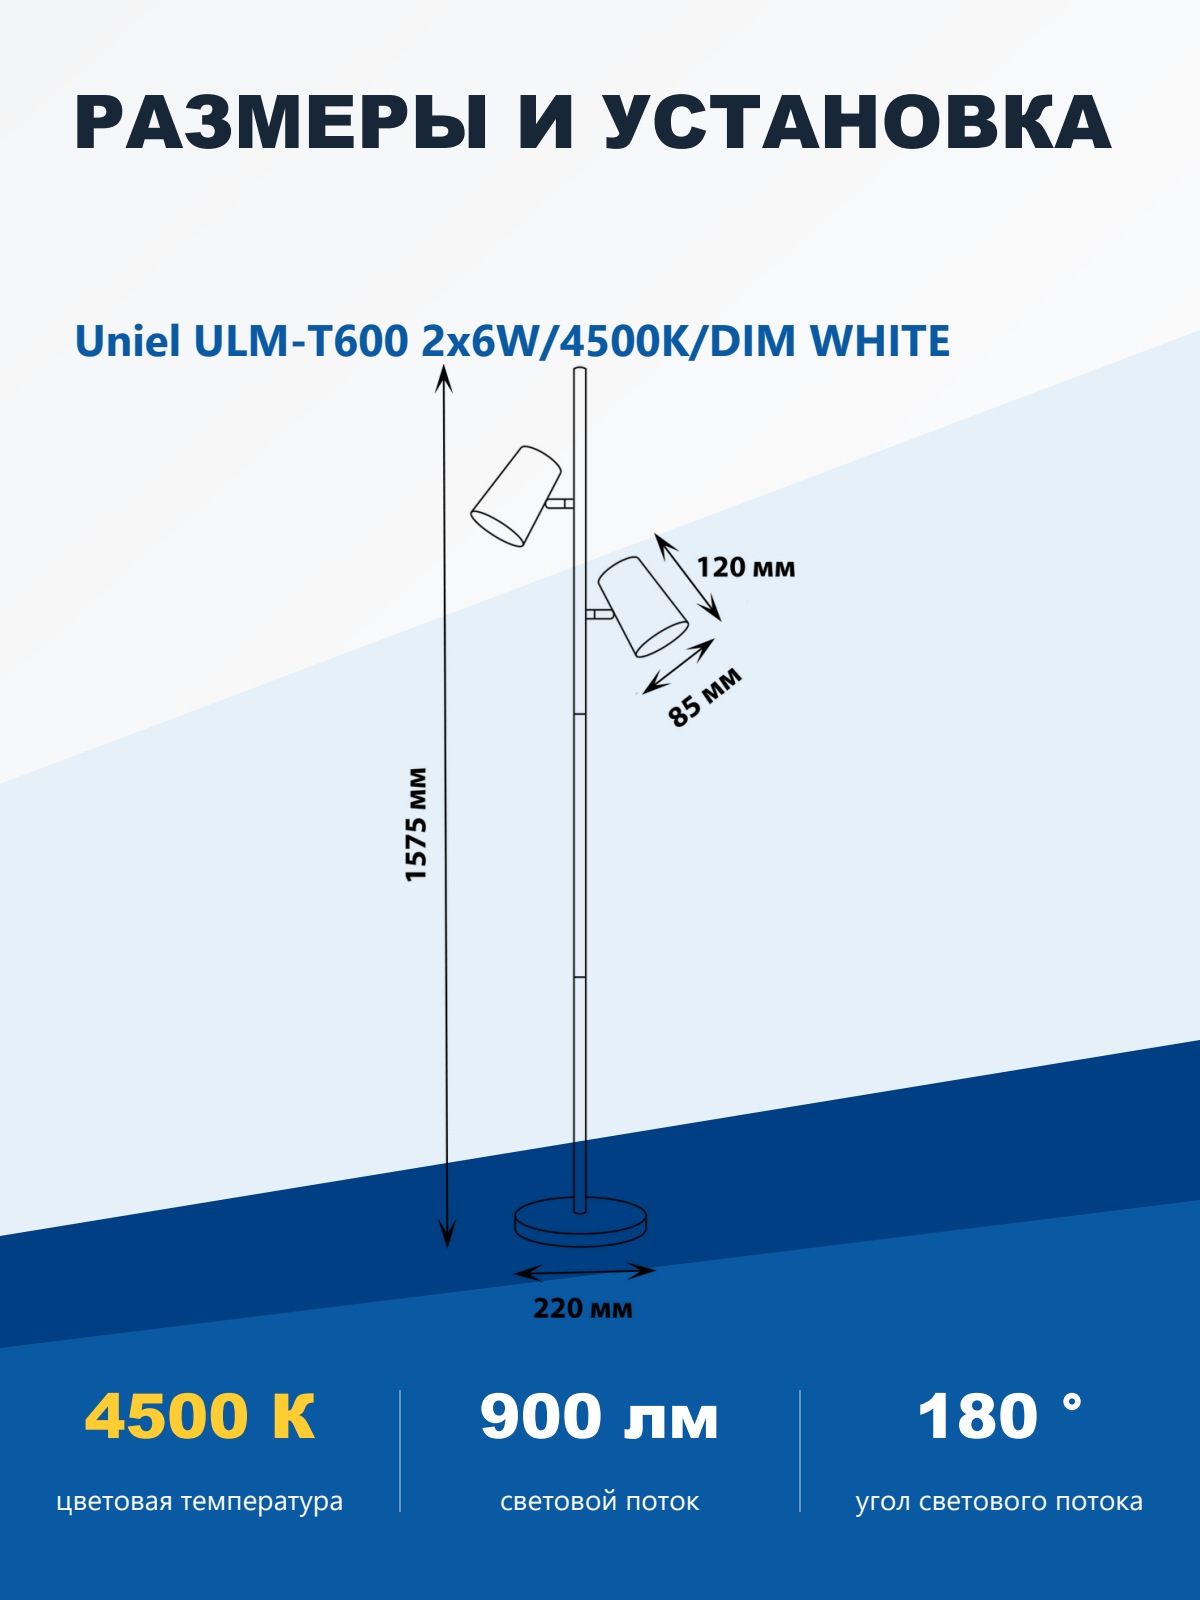 РАЗМЕРЫ И УСТАНОВКА
Uniel ULM-T600 2x6W/4500K/DIM WHITE
120 мм
85 мм
1575 мм
220 мм
4500 К
900 лм
180 °
цветовая температура
световой поток
угол светового потока